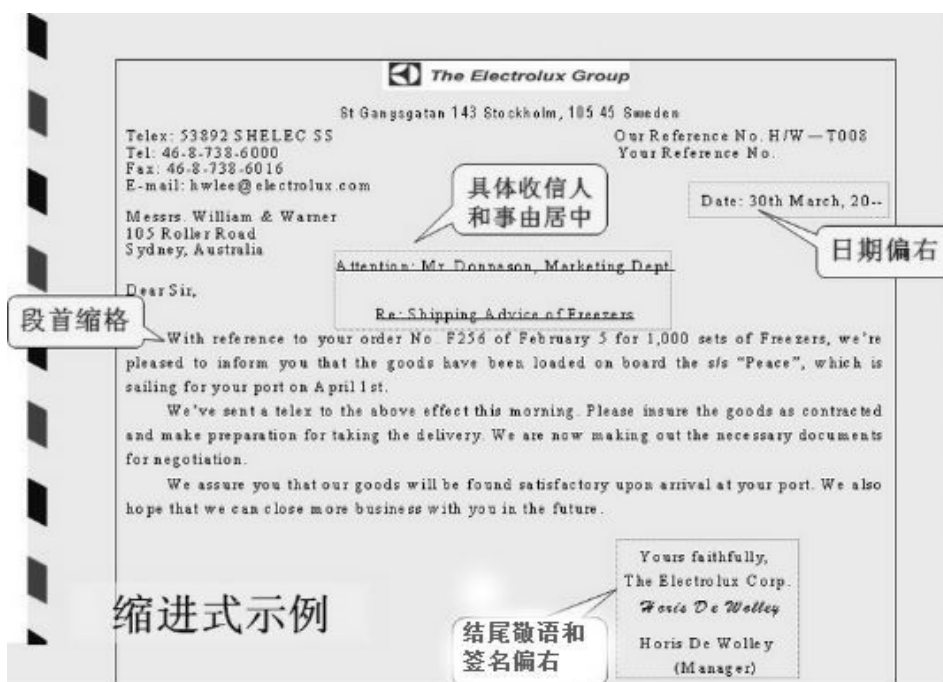 The Electrolux Group
St Gangsgatan 143 Stockholm, 105 45 Sweden
Telex: 53892 SHELEC SS
Tel: 46-8-738-6000
Fax: 46-8-738-6016
E-mail: hwlee@electrolux.com
Our Reference No. H/W—T008
Your Reference No.
具体收信人
和事由居中
Date: 30th March, 20--
日期偏右
Messrs. William & Warner
105 Roller Road
Sydney, Australia
Attention: Mr. Donnason, Marketing Dept.
Dear Sir,
Re: Shipping Advice of Freezers
段首缩格
With reference to your order No. F256 of February 5 for 1,000 sets of Freezers, we're
pleased to inform you that the goods have been loaded on board the s/s “Peace”, which is
sailing for your port on April 1st.
We've sent a telex to the above effect this morning. Please insure the goods as contracted
and make preparation for taking the delivery. We are now making out the necessary documents
for negotiation.
We assure you that our goods will be found satisfactory upon arrival at your port. We also
hope that we can close more business with you in the future.
Yours faithfully,
The Electrolux Corp.
Horis De Wolley
Horis De Wolley
(Manager)
结尾敬语和
签名偏右
缩进式示例